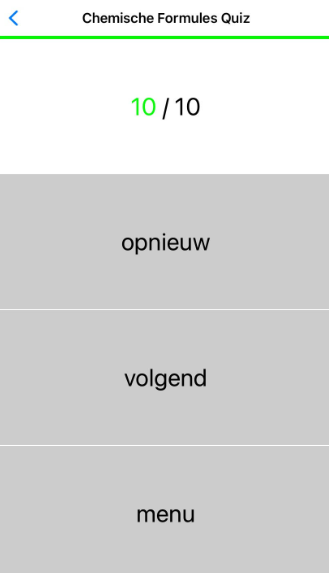 Chemische Formules Quiz
10 / 10
opnieuw
volgend
menu